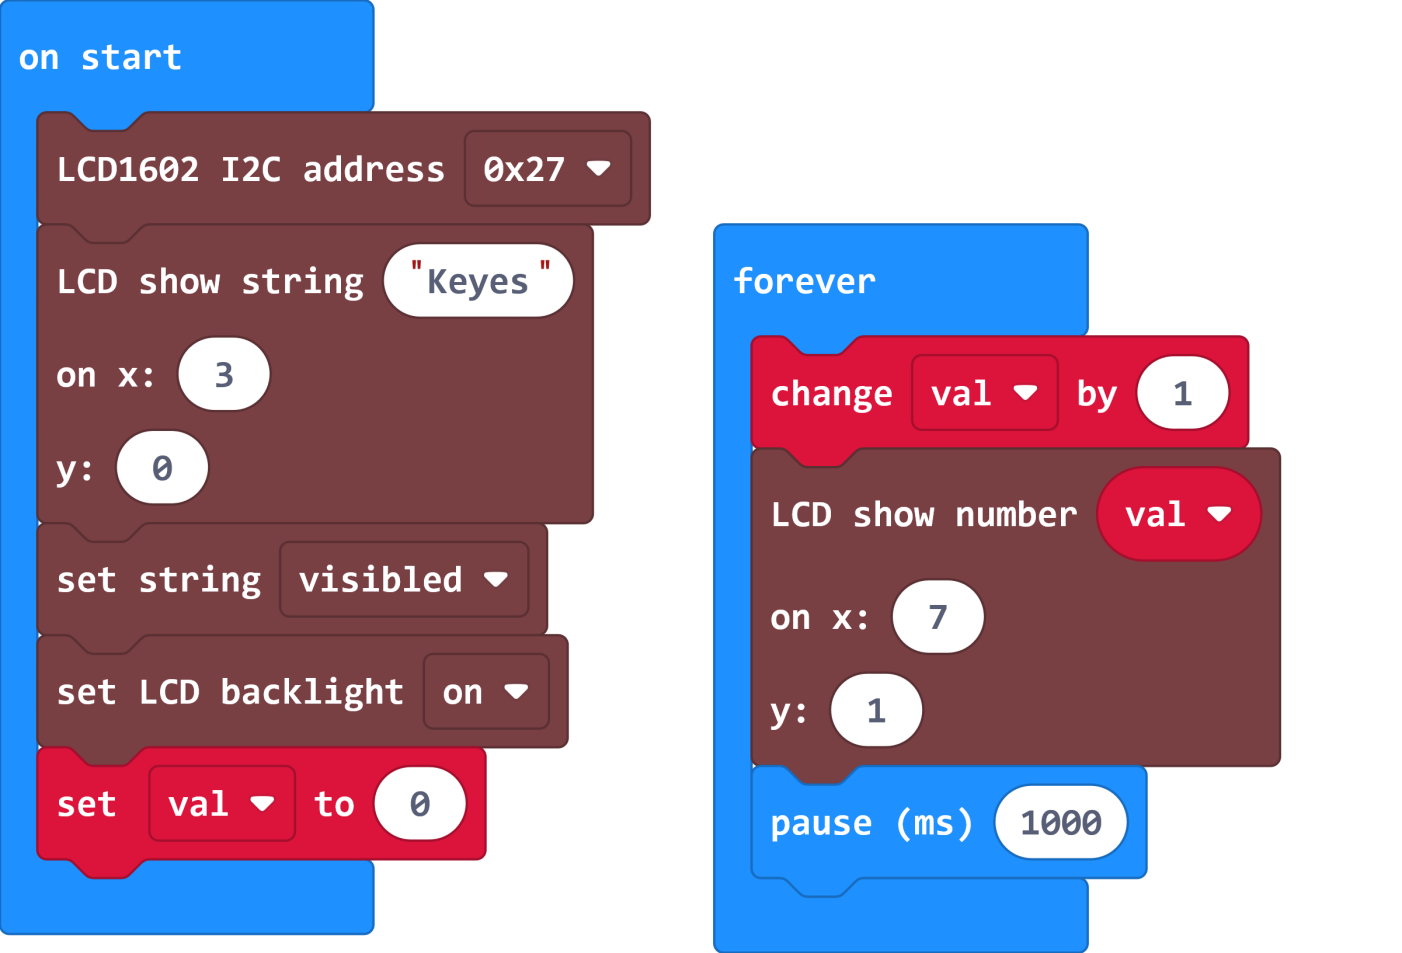 on start
LCD1602 I2C address 0x27
LCD show string "Keyes"
on x: 3
y: 0
set string visibled
set LCD backlight on
set val to 0
forever
change val by 1
LCD show number val
on x: 7
y: 1
pause (ms) 1000